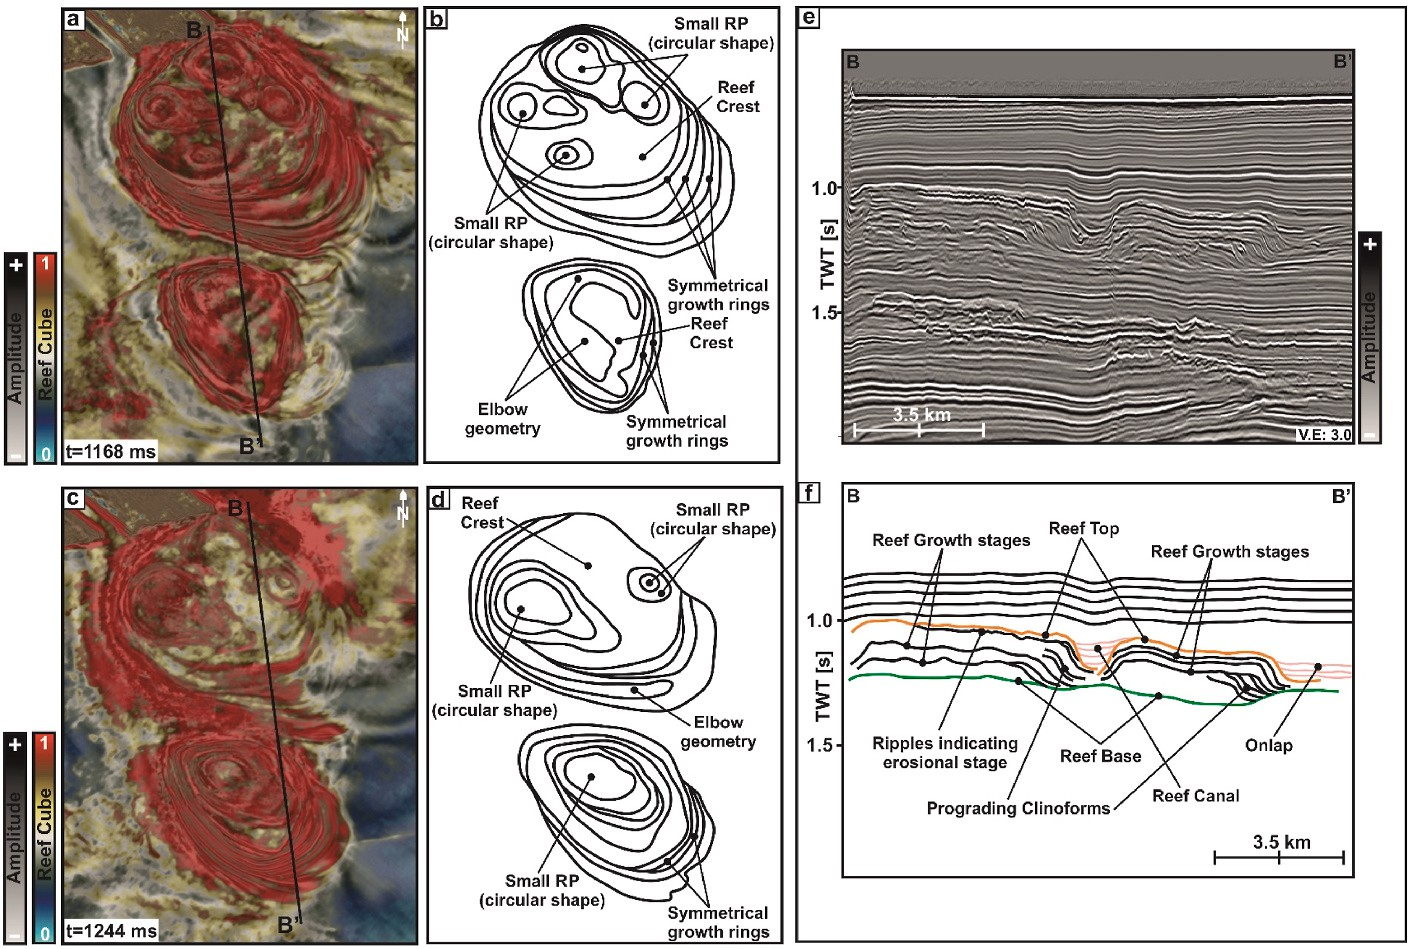 a
B
N
B'
t=1168 ms
+
Amplitude
-
1
Reef Cube
0
b
Small RP
(circular shape)
Reef
Crest
Small RP
(circular shape)
Symmetrical
growth rings
Reef
Crest
Elbow
geometry
Symmetrical
growth rings
c
B
N
B'
t=1244 ms
+
Amplitude
-
1
Reef Cube
0
d
Reef
Crest
Small RP
(circular shape)
Small RP
(circular shape)
Elbow
geometry
Small RP
(circular shape)
Symmetrical
growth rings
e
B
B'
1.0
TWT [s]
1.5
3.5 km
V.E: 3.0
+
Amplitude
-
f
B
B'
Reef Growth stages
Reef Top
Reef Growth stages
1.0
TWT [s]
1.5
Ripples indicating
erosional stage
Reef Base
Onlap
Prograding Clinoforms
Reef Canal
3.5 km